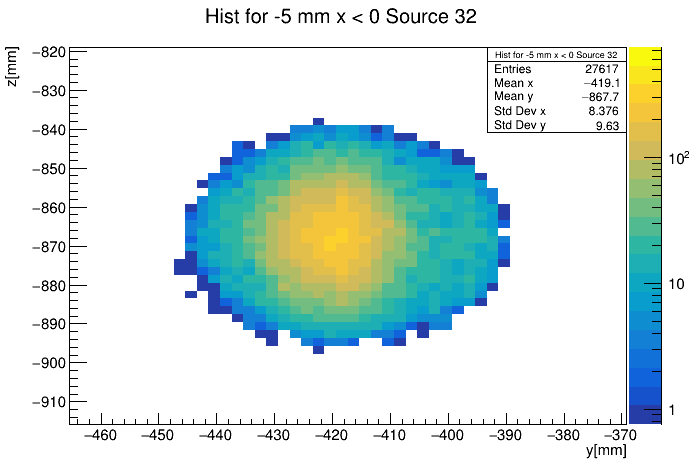 Hist for -5 mm x < 0 Source 32
z[mm]
−820
−830
−840
−850
−860
−870
−880
−890
−900
−910
Hist for -5 mm x < 0 Source 32
Entries 27617
Mean x −419.1
Mean y −867.7
Std Dev x 8.376
Std Dev y 9.63
10²
10
1
−460 −450 −440 −430 −420 −410 −400 −390 −380 −370
y[mm]